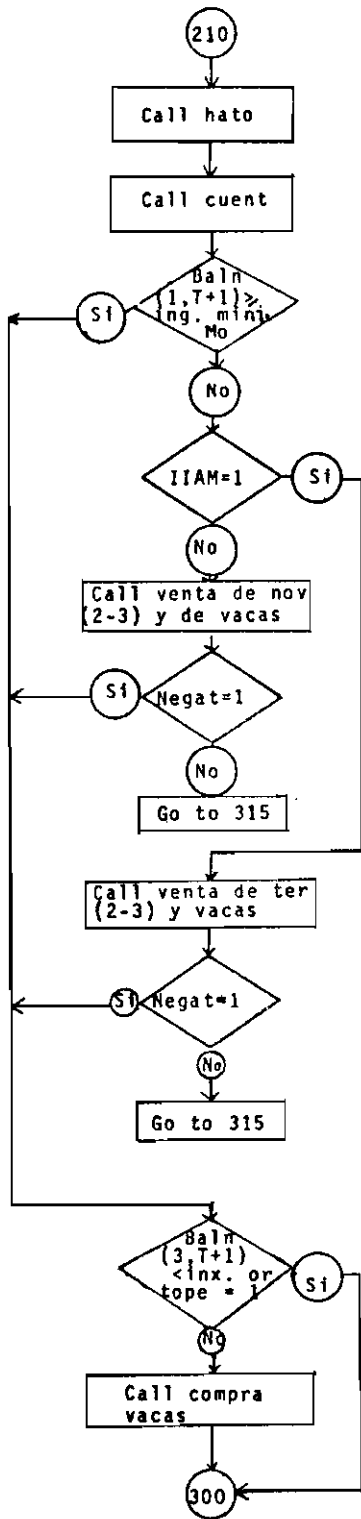 210
Call hato
Call cuent
Baln
(1,T+1)≥
ing. mini
Mo
Si
No
IIAM=1
Si
No
Call venta de nov
(2-3) y de vacas
Si
Negat=1
No
Go to 315
Call venta de ter
(2-3) y vacas
Si
Negat=1
No
Go to 315
Baln
(3,T+1)
<inx. or
tope = 1
Si
No
Call compra
vacas
300